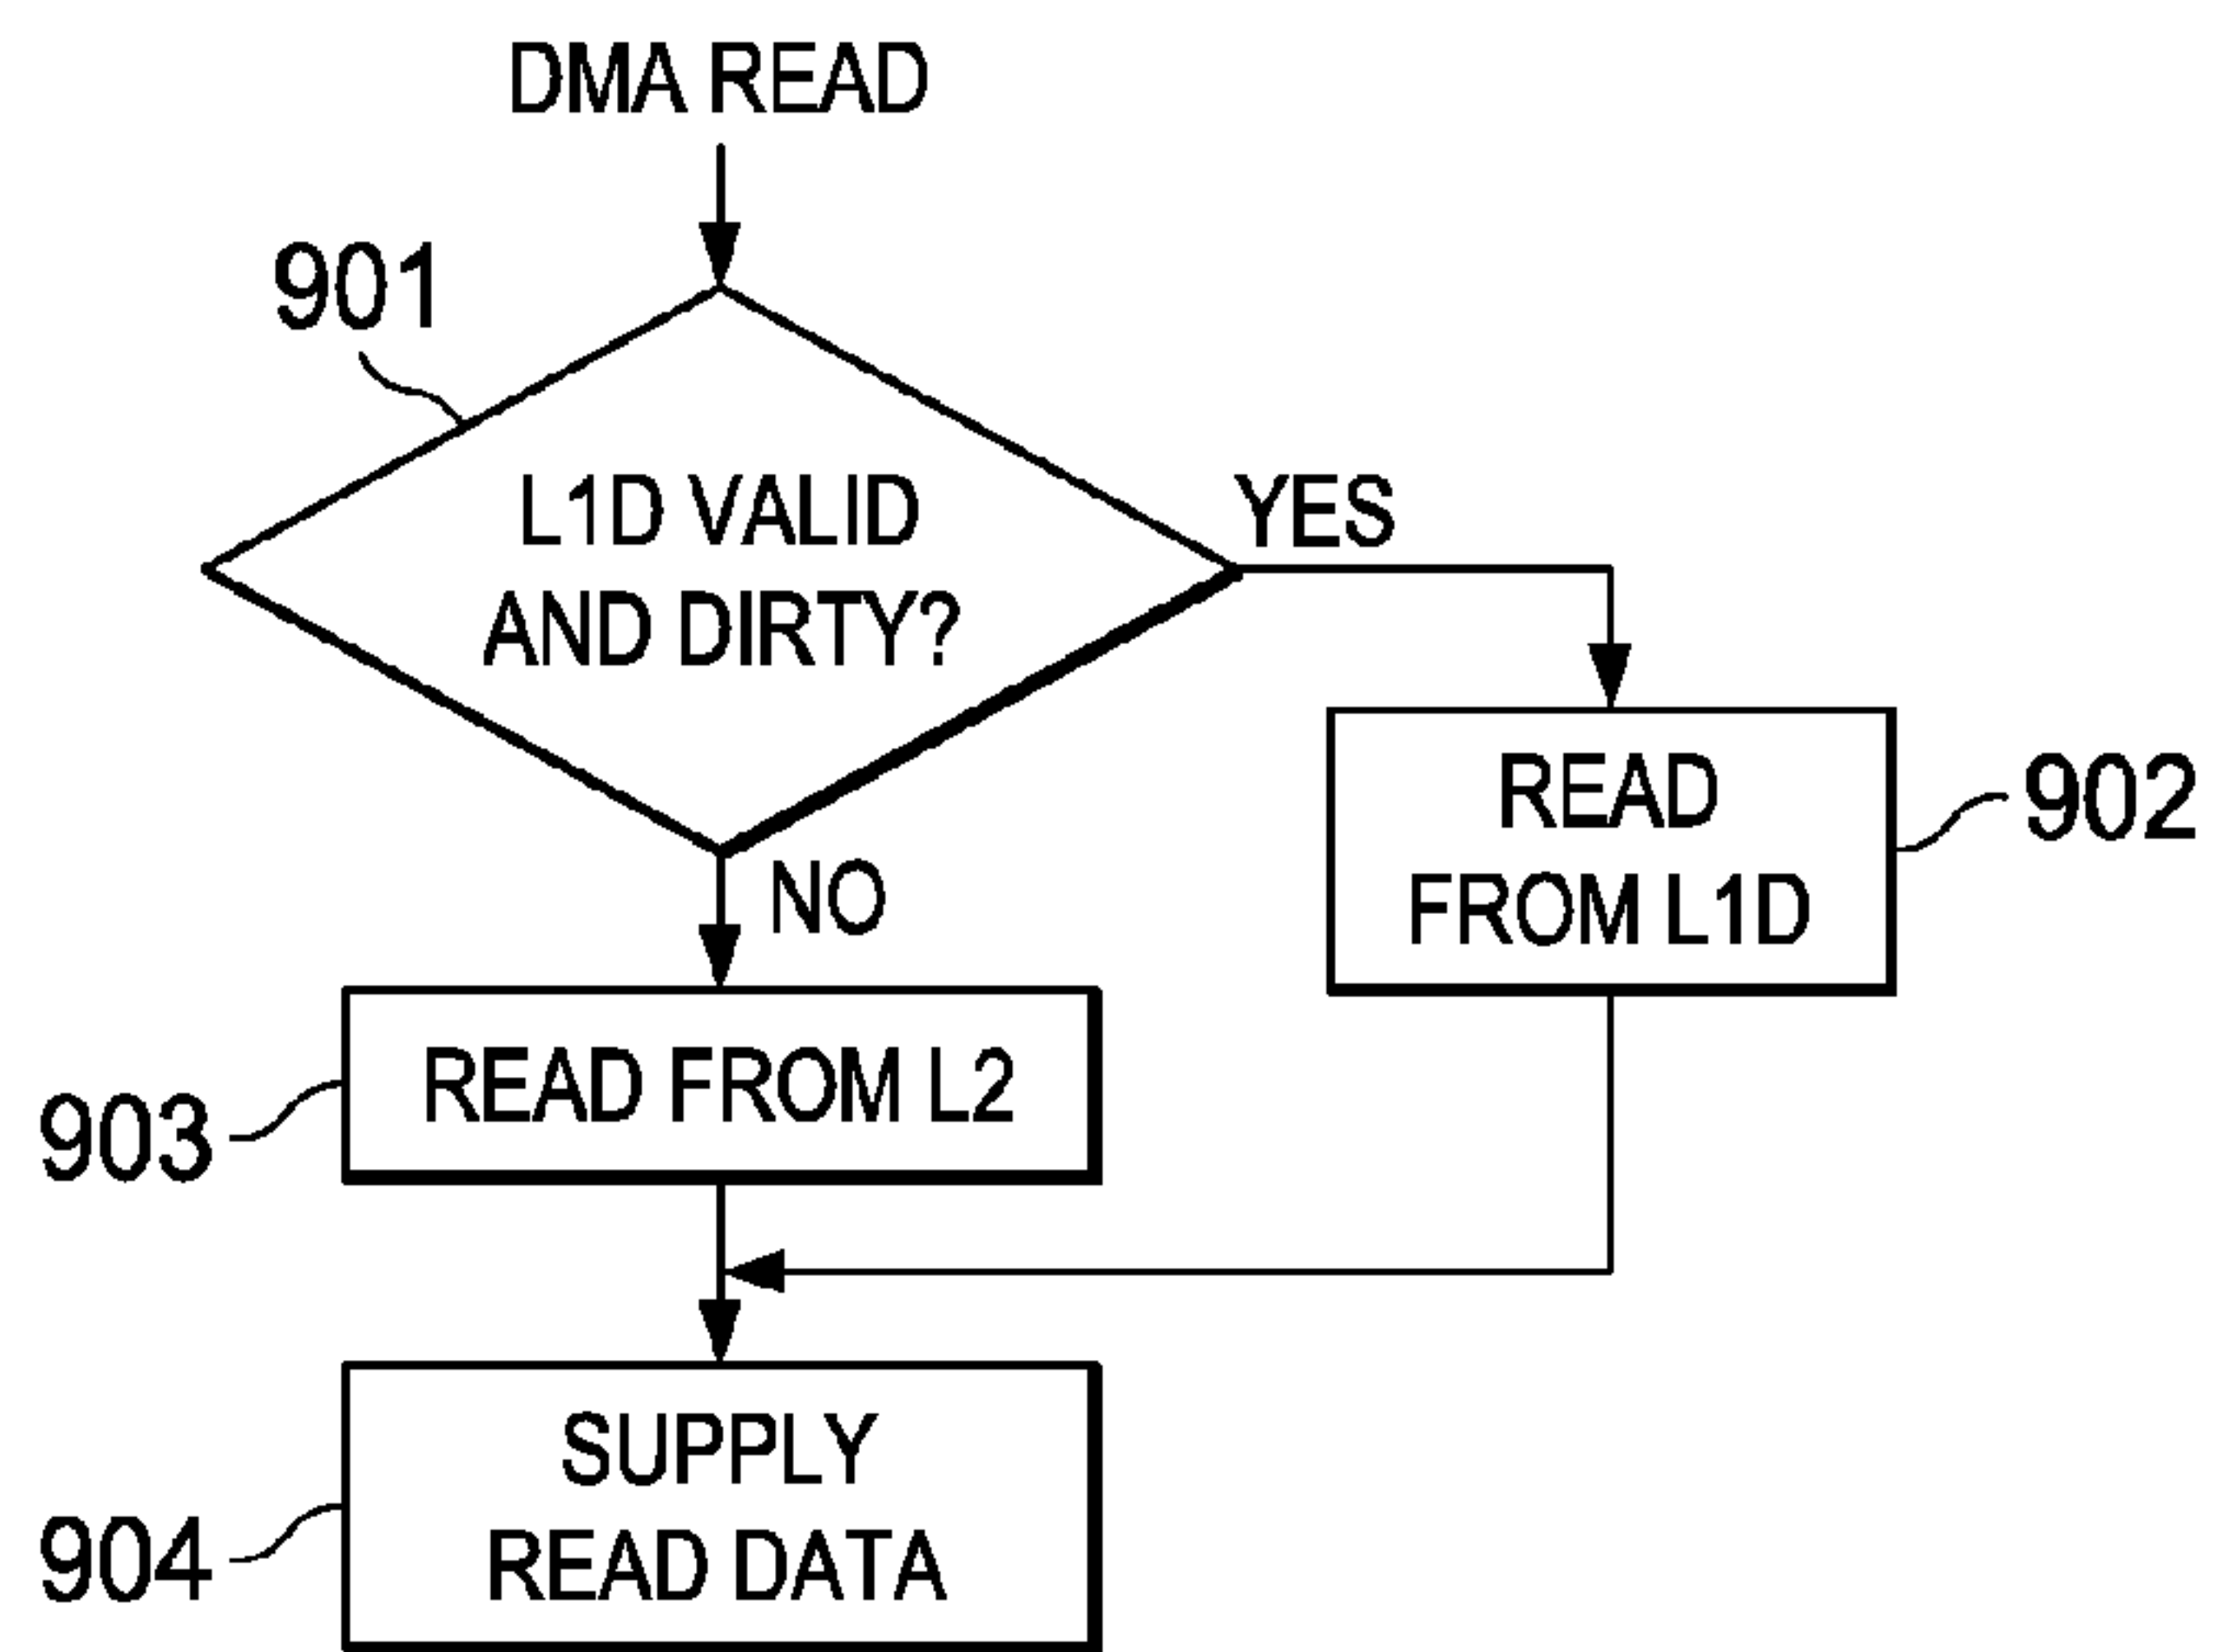 DMA READ
901
L1D VALID
AND DIRTY?
YES
NO
READ
FROM L1D
902
READ FROM L2
903
SUPPLY
READ DATA
904